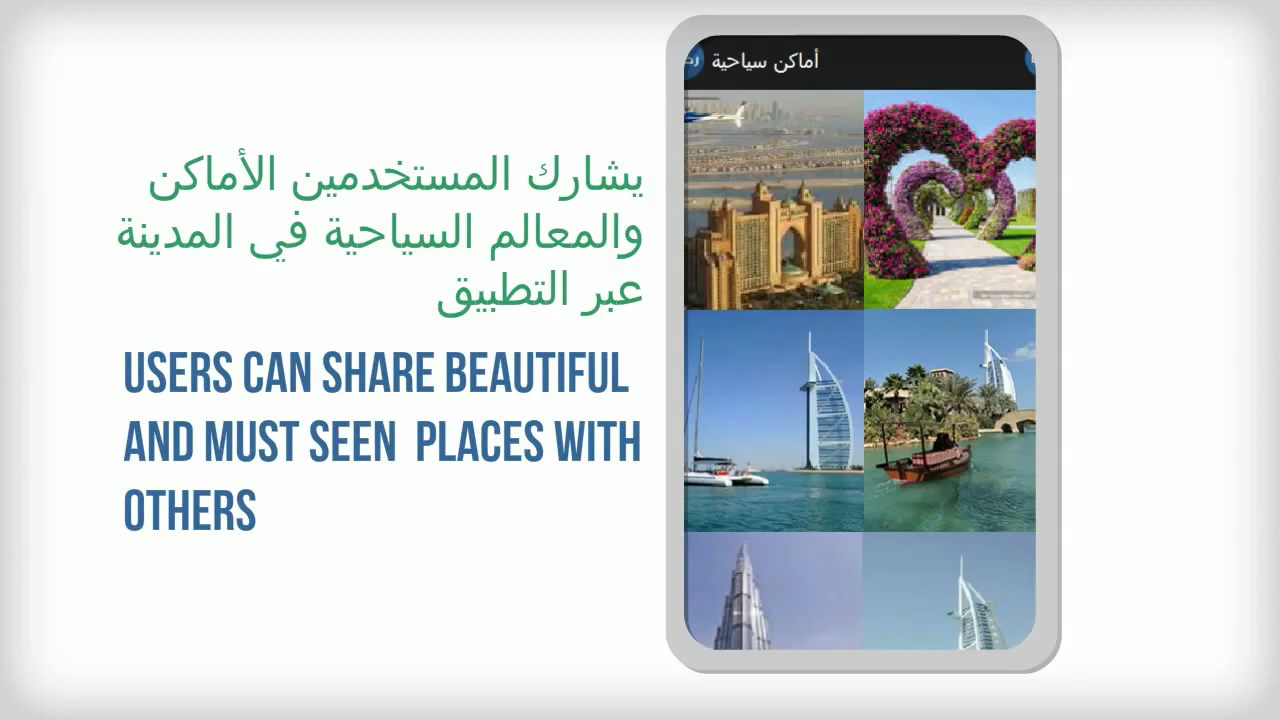 يشارك المستخدمين الأماكن
والمعالم السياحية في المدينة
عبر التطبيق
USERS CAN SHARE BEAUTIFUL
AND MUST SEEN PLACES WITH
OTHERS
أماكن سياحية